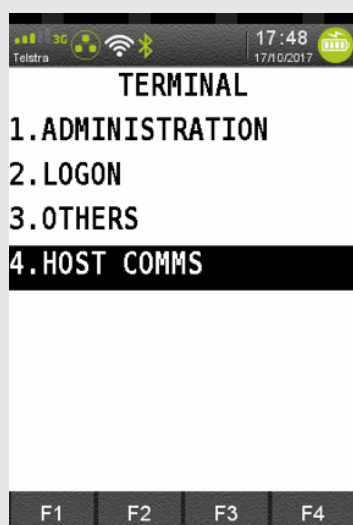 3G 17:48
Telstra 17/10/2017
TERMINAL
1.ADMINISTRATION
2.LOGON
3.OTHERS
4.HOST COMMS
F1 F2 F3 F4